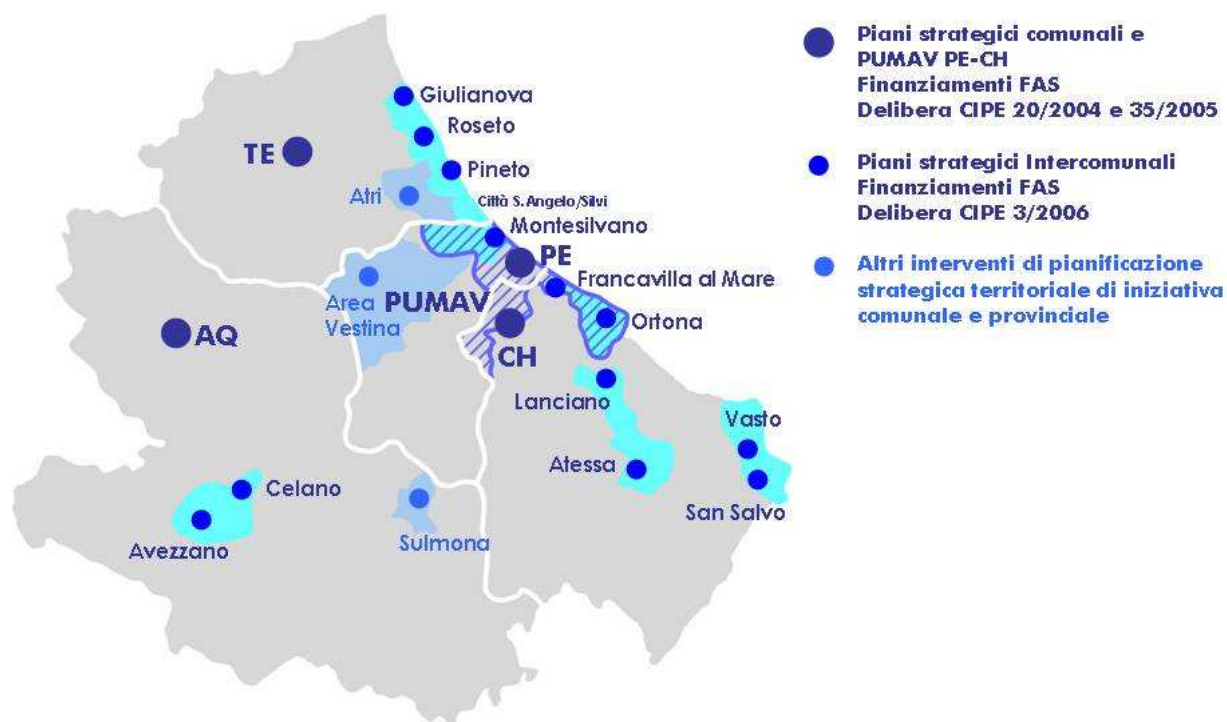 Giulianova
Roseto
TE
Pineto
Atri
Città S. Angelo/Silvi
Montesilvano
PE
Francavilla al Mare
Area
Vestina
PUMAV
Ortona
AQ
CH
Lanciano
Vasto
Atessa
Celano
San Salvo
Avezzano
Sulmona
Piani strategici comunali e
PUMAV PE-CH
Finanziamenti FAS
Delibera CIPE 20/2004 e 35/2005
Piani strategici Intercomunali
Finanziamenti FAS
Delibera CIPE 3/2006
Altri interventi di pianificazione
strategica territoriale di iniziativa
comunale e provinciale